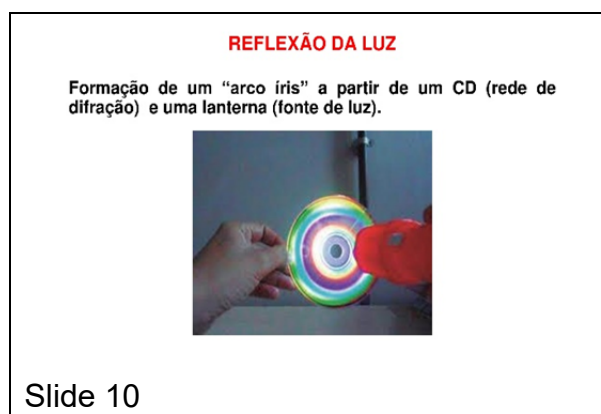 REFLEXÃO DA LUZ
Formação de um “arco íris” a partir de um CD (rede de
difração) e uma lanterna (fonte de luz).
Slide 10